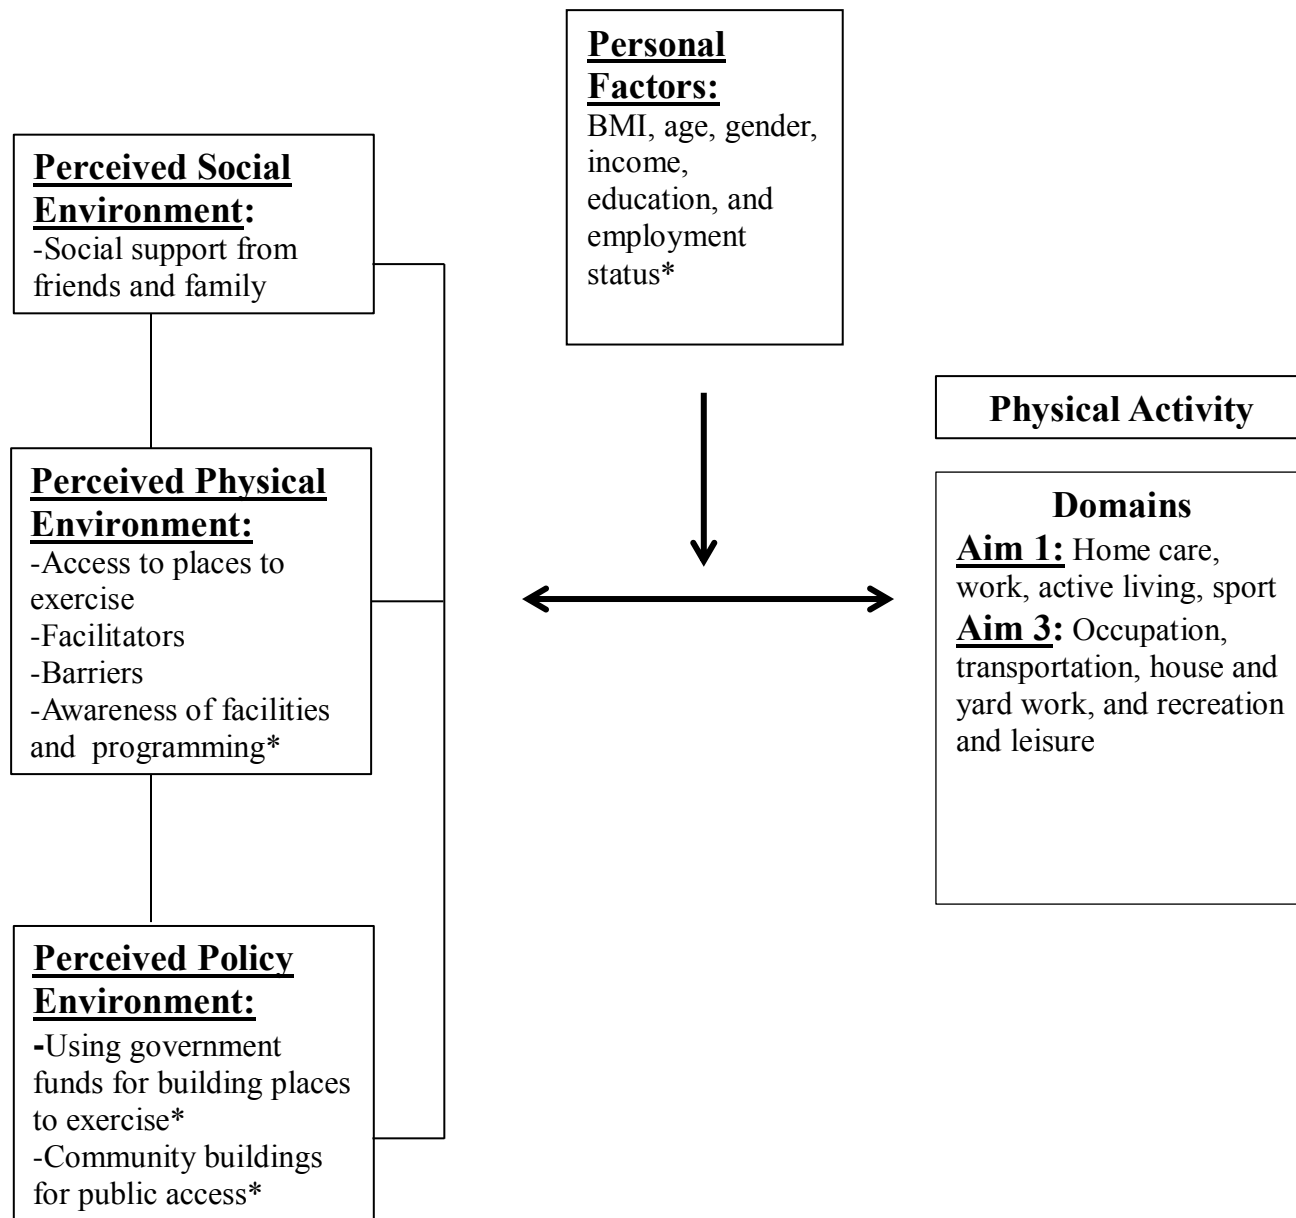 Personal
Factors:
BMI, age, gender,
income,
education, and
employment
status*
Perceived Social
Environment:
-Social support from
friends and family
Physical Activity
Perceived Physical
Environment:
-Access to places to
exercise
-Facilitators
-Barriers
-Awareness of facilities
and programming*
Domains
Aim 1: Home care,
work, active living, sport
Aim 3: Occupation,
transportation, house and
yard work, and recreation
and leisure
Perceived Policy
Environment:
-Using government
funds for building places
to exercise*
-Community buildings
for public access*